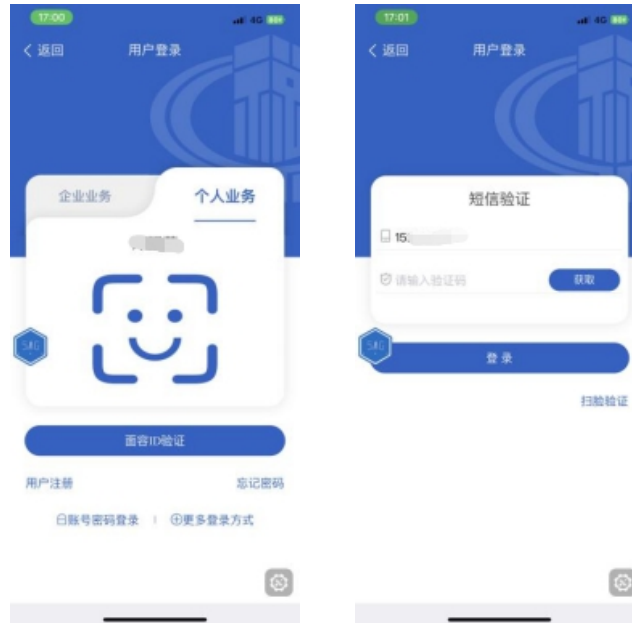 17:00
4G
返回
用户登录
企业业务
个人业务
面容ID验证
用户注册
忘记密码
账号密码登录
更多登录方式
17:01
4G
返回
用户登录
短信验证
15
请输入验证码
获取
登录
扫脸验证